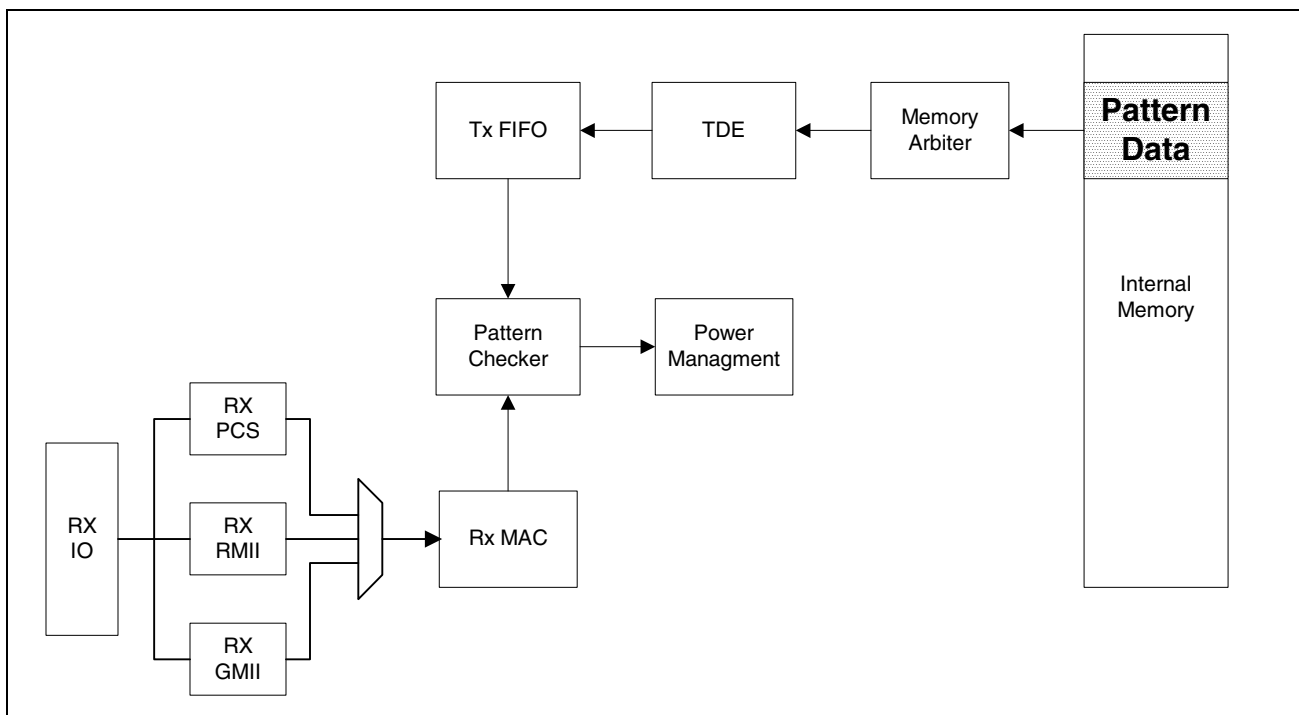 Tx FIFO
TDE
Memory
Arbiter
Pattern
Data
Internal
Memory
Pattern
Checker
Power
Managment
RX
PCS
RX
IO
RX
RMII
Rx MAC
RX
GMII